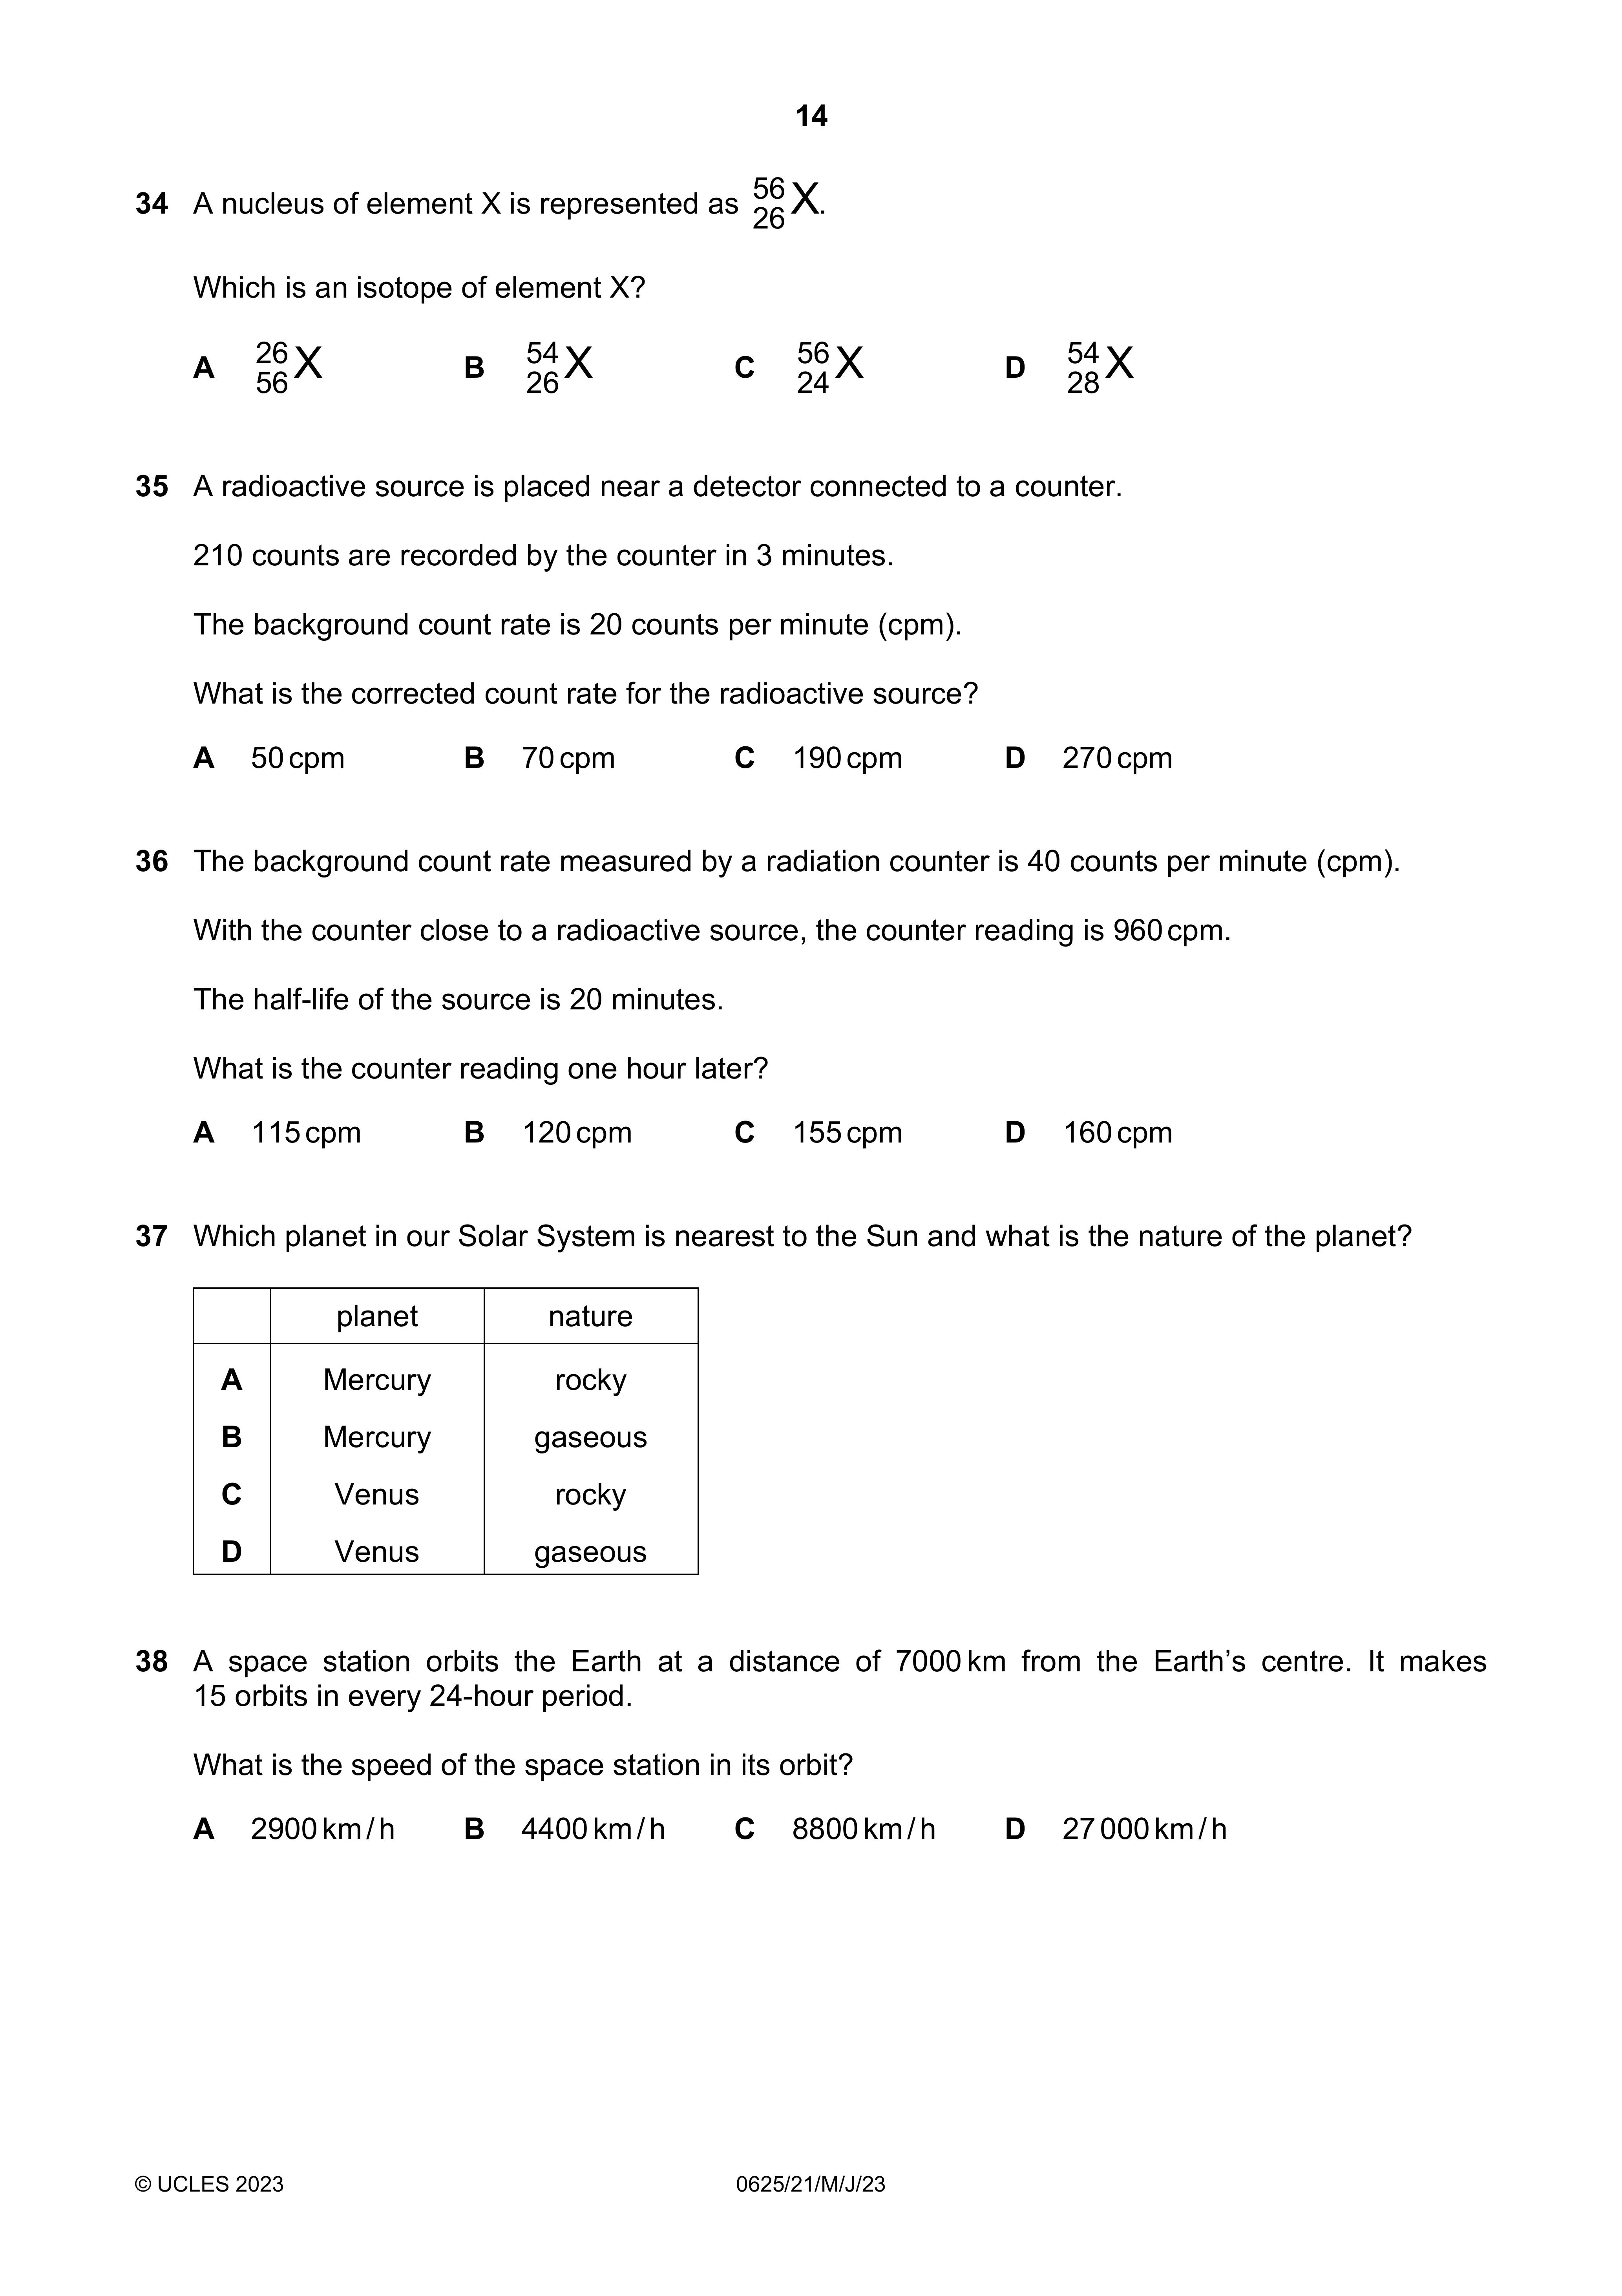 14
34 A nucleus of element X is represented as ⁵⁶₂₆X.
Which is an isotope of element X?
A ²⁶₅₆X B ⁵⁴₂₆X C ⁵⁶₂₄X D ⁵⁴₂₈X
35 A radioactive source is placed near a detector connected to a counter.
210 counts are recorded by the counter in 3 minutes.
The background count rate is 20 counts per minute (cpm).
What is the corrected count rate for the radioactive source?
A 50 cpm B 70 cpm C 190 cpm D 270 cpm
36 The background count rate measured by a radiation counter is 40 counts per minute (cpm).
With the counter close to a radioactive source, the counter reading is 960 cpm.
The half-life of the source is 20 minutes.
What is the counter reading one hour later?
A 115 cpm B 120 cpm C 155 cpm D 160 cpm
37 Which planet in our Solar System is nearest to the Sun and what is the nature of the planet?
planet nature
A Mercury rocky
B Mercury gaseous
C Venus rocky
D Venus gaseous
38 A space station orbits the Earth at a distance of 7000 km from the Earth’s centre. It makes
15 orbits in every 24-hour period.
What is the speed of the space station in its orbit?
A 2900 km / h B 4400 km / h C 8800 km / h D 27 000 km / h
© UCLES 2023 0625/21/M/J/23